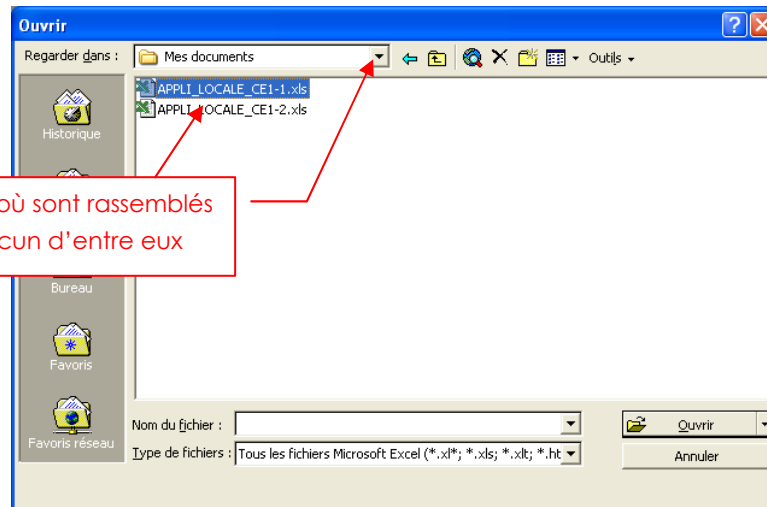 Ouvrir
Regarder dans :
Mes documents
Outils
Historique
APPLI_LOCALE_CE1-1.xls
APPLI_LOCALE_CE1-2.xls
où sont rassemblés
cun d'entre eux
Bureau
Favoris
Favoris réseau
Nom du fichier :
Ouvrir
Type de fichiers :
Tous les fichiers Microsoft Excel (*.xl*; *.xls; *.xlt; *.ht
Annuler